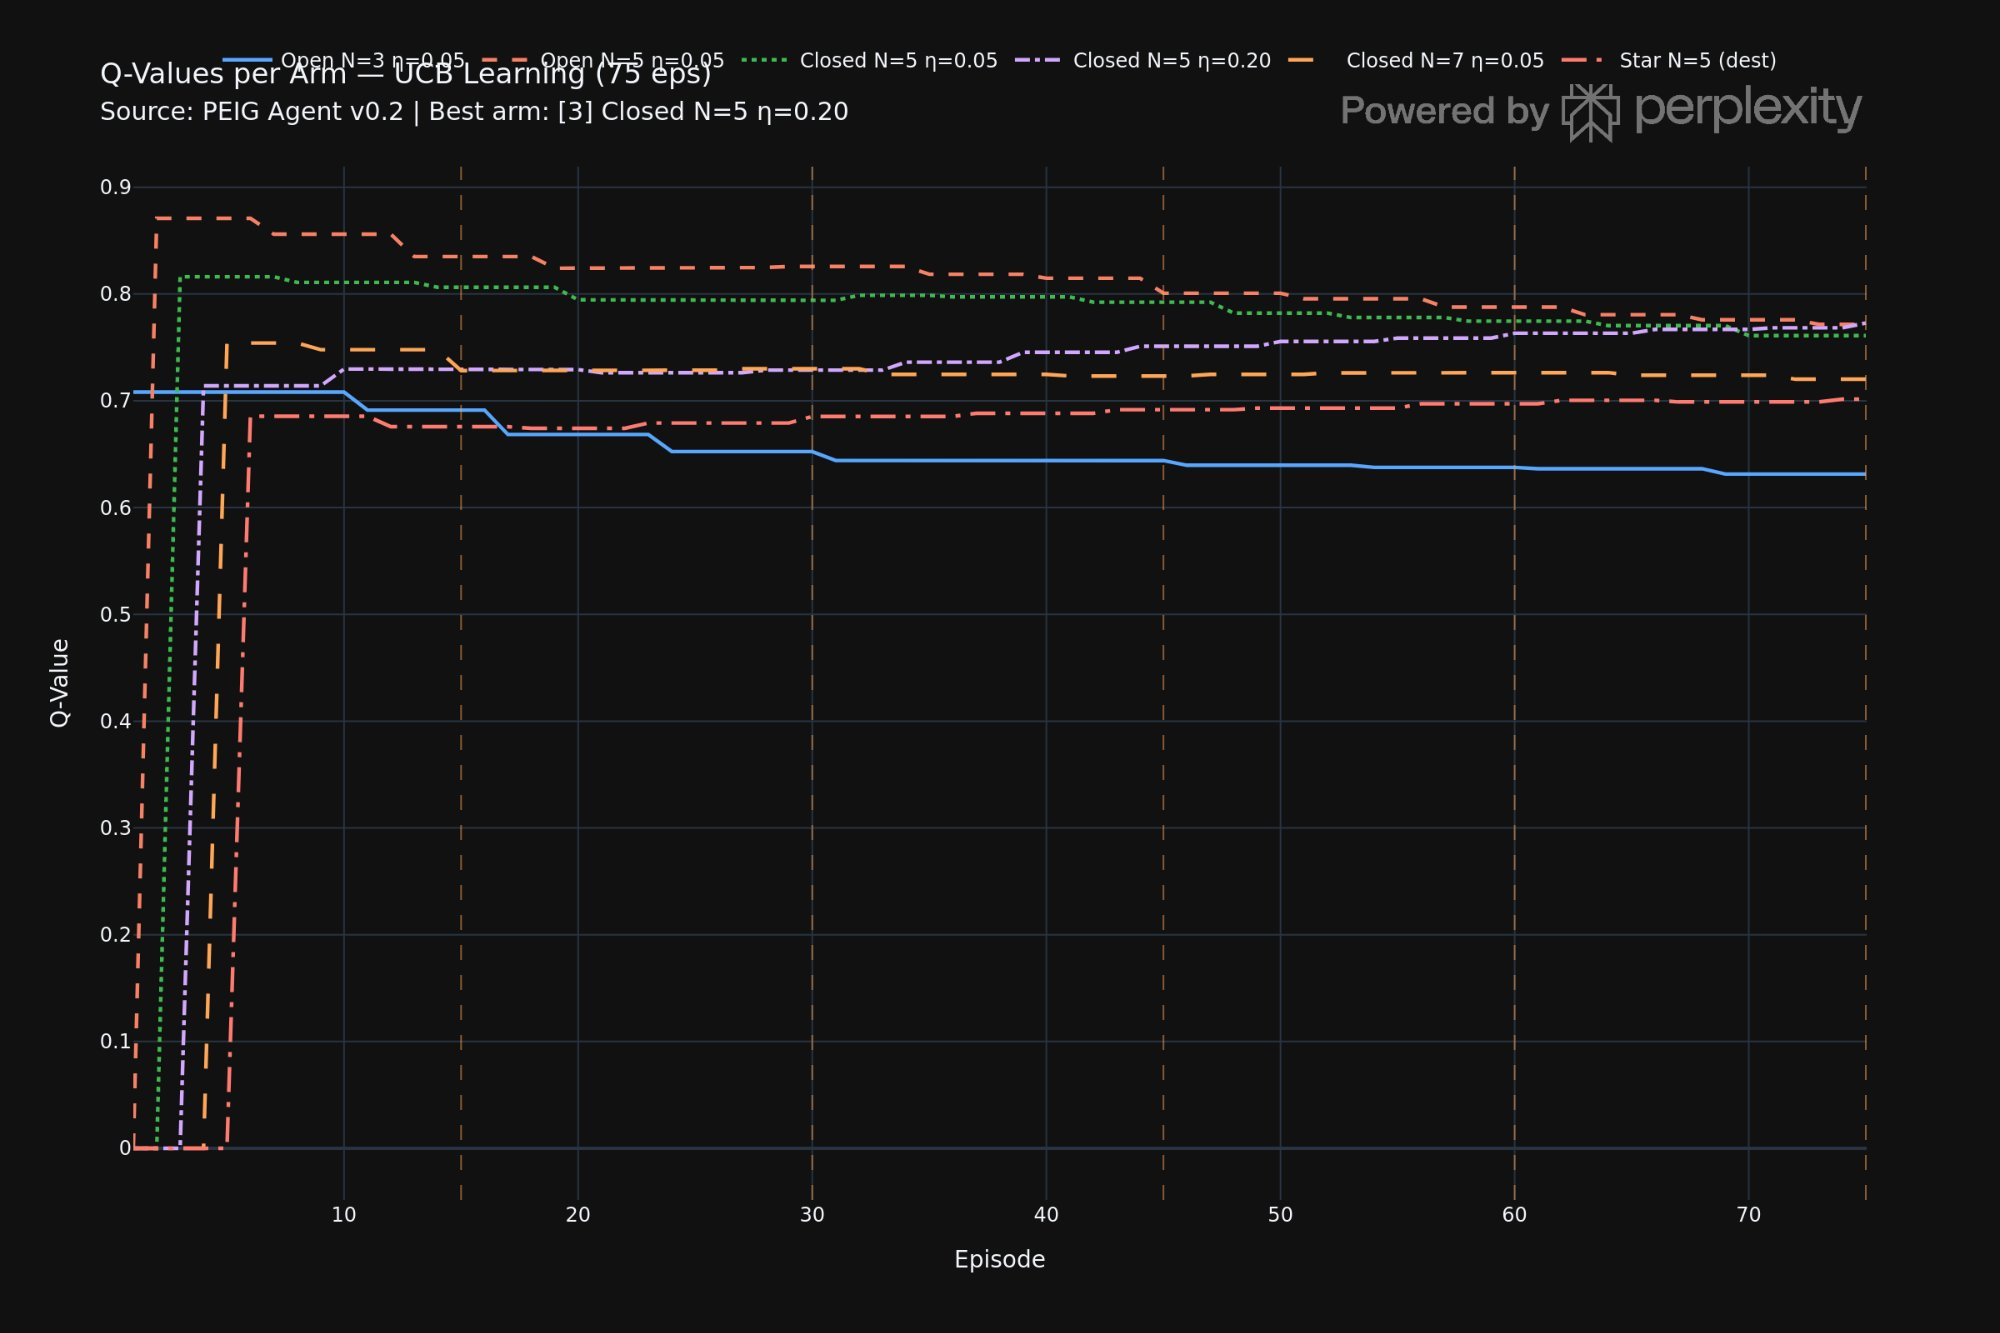 Open N=3 η=0.05 Open N=5 η=0.05 Closed N=5 η=0.05 Closed N=5 η=0.20 Closed N=7 η=0.05 Star N=5 (dest)
Q-Values per Arm — UCB Learning (75 eps)
Source: PEIG Agent v0.2 | Best arm: [3] Closed N=5 η=0.20
Powered by perplexity
0.9
0.8
0.7
0.6
0.5
0.4
0.3
0.2
0.1
0
Q-Value
10 20 30 40 50 60 70
Episode